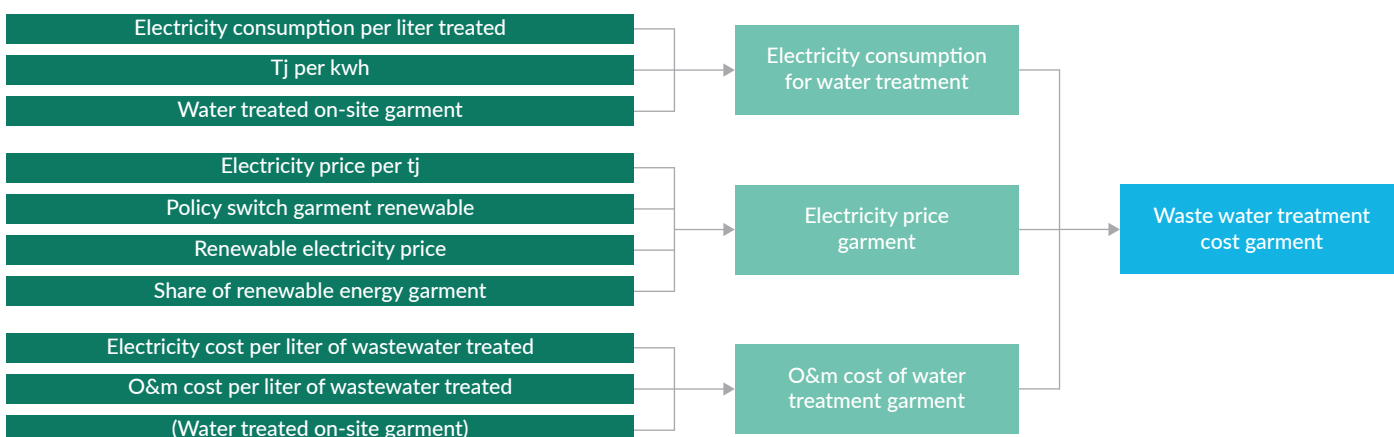 Electricity consumption per liter treated
Tj per kwh
Water treated on-site garment
Electricity consumption
for water treatment
Electricity price per tj
Policy switch garment renewable
Renewable electricity price
Share of renewable energy garment
Electricity price
garment
Electricity cost per liter of wastewater treated
O&m cost per liter of wastewater treated
(Water treated on-site garment)
O&m cost of water
treatment garment
Waste water treatment
cost garment